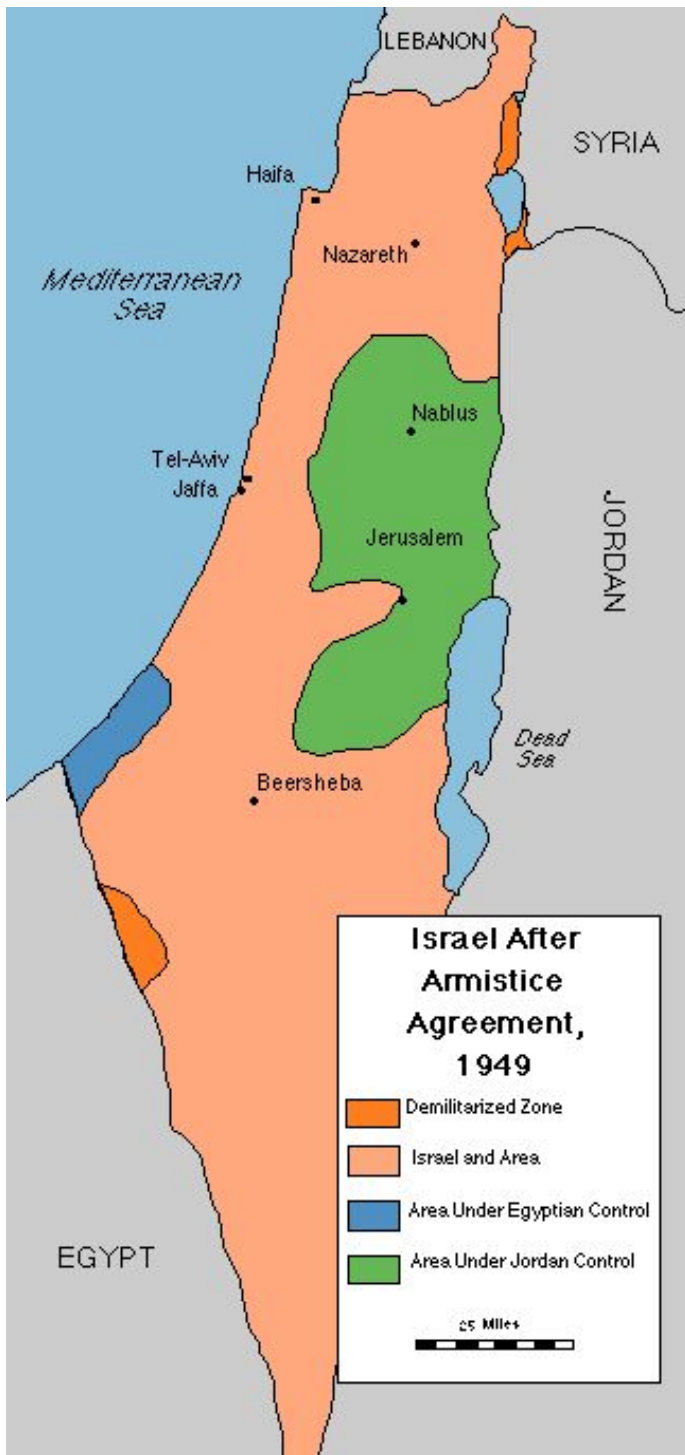 LEBANON
SYRIA
Haifa
Nazareth
Mediterranean
Sea
Nablus
Tel-Aviv
Jaffa
Jerusalem
JORDAN
Dead
Sea
Beersheba
EGYPT
Israel After
Armistice
Agreement,
1949
Demilitarized Zone
Israel and Area
Area Under Egyptian Control
Area Under Jordan Control
25 Miles